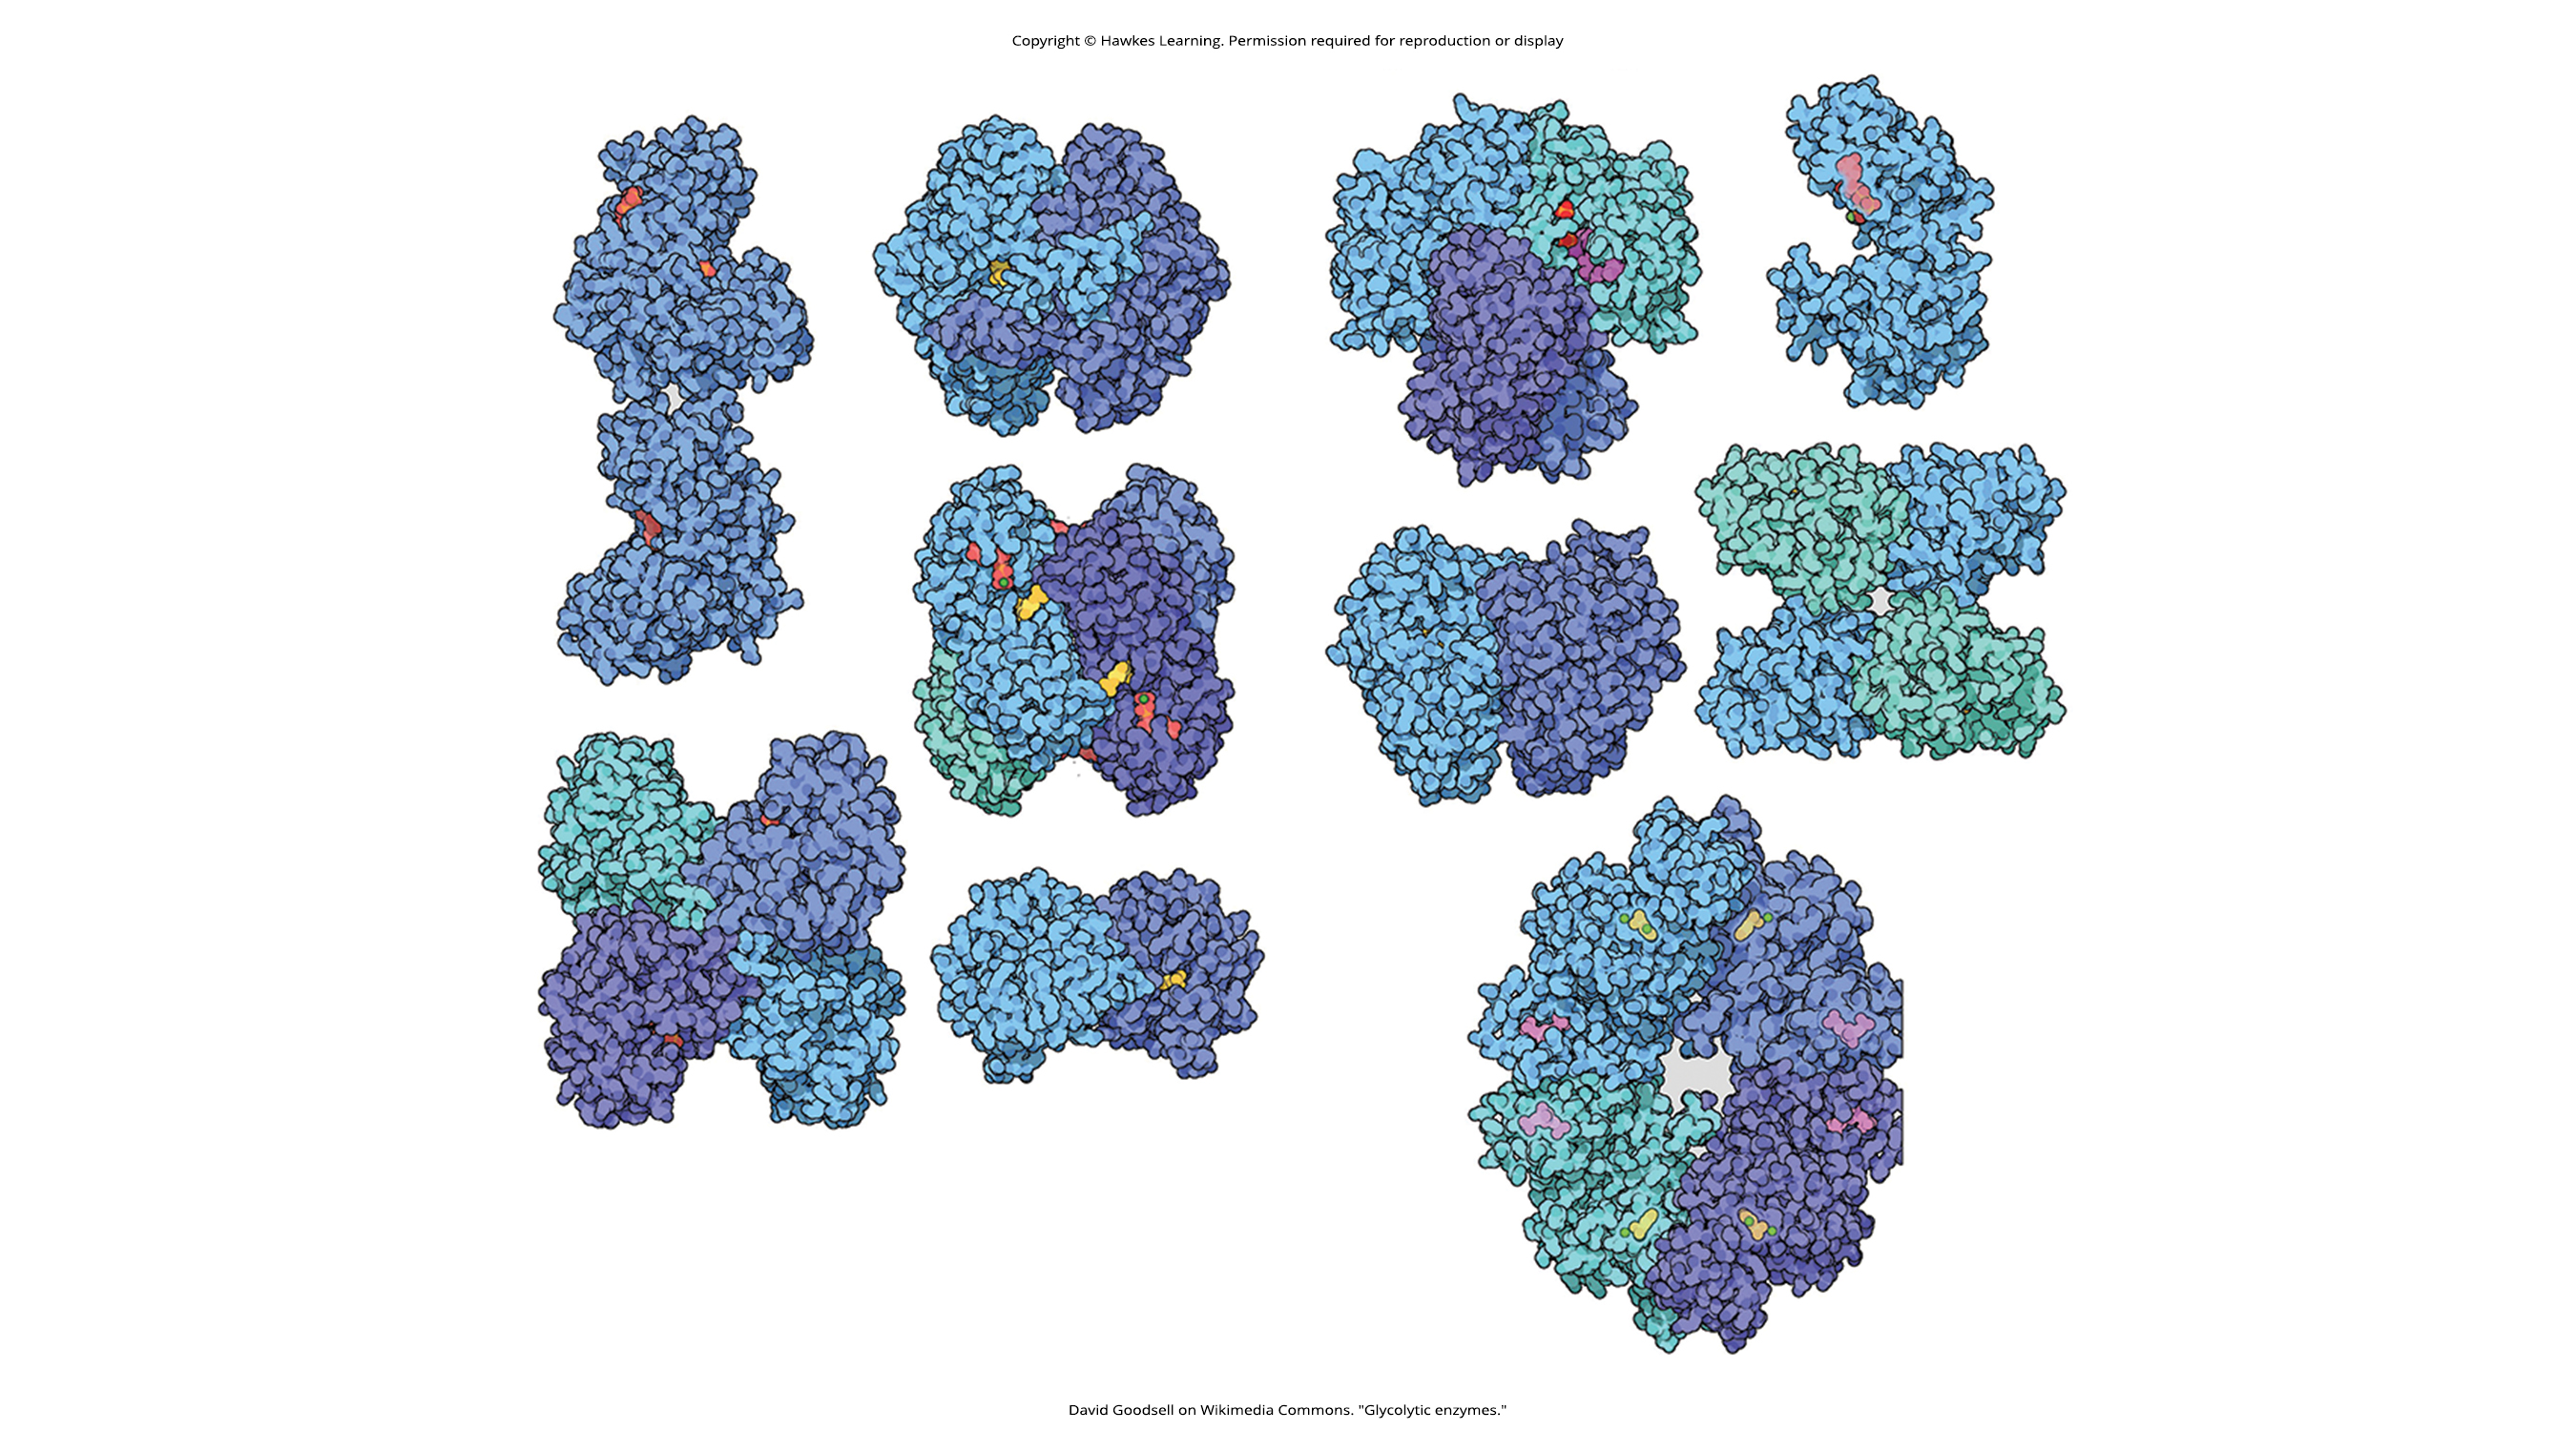 Copyright © Hawkes Learning. Permission required for reproduction or display
David Goodsell on Wikimedia Commons. "Glycolytic enzymes."